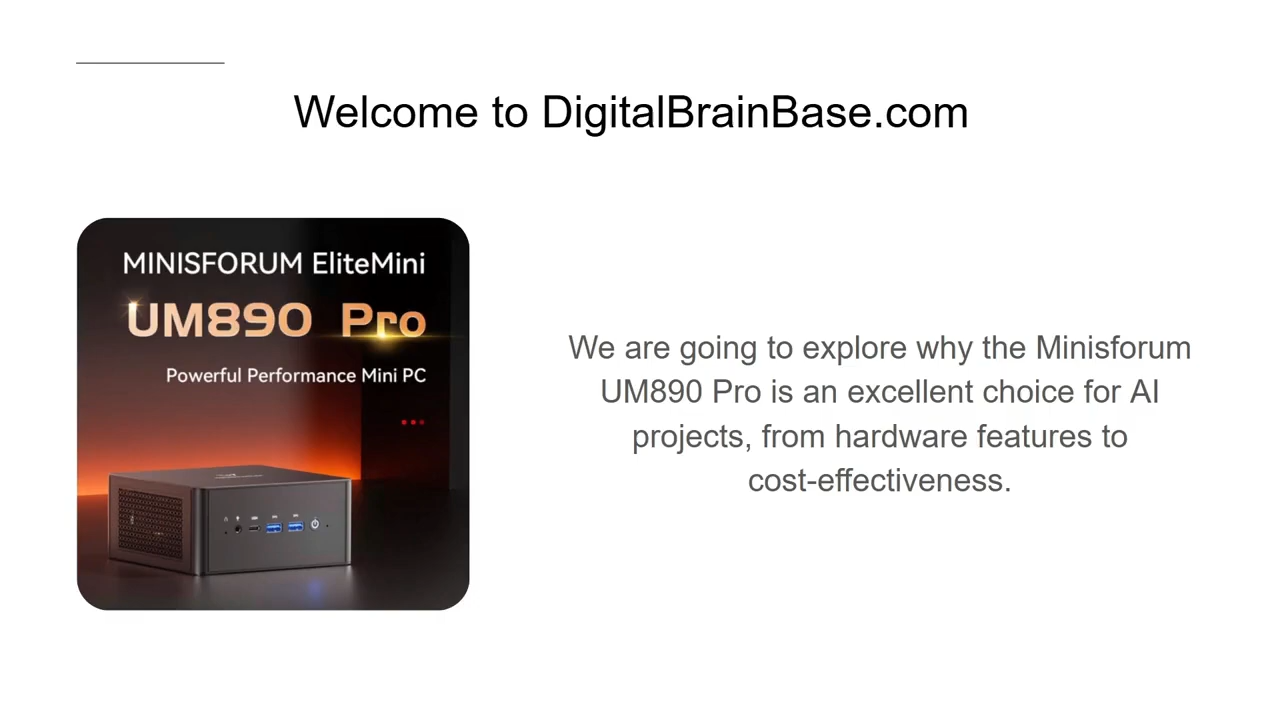 Welcome to DigitalBrainBase.com
MINISFORUM EliteMini
UM890 Pro
Powerful Performance Mini PC
We are going to explore why the Minisforum
UM890 Pro is an excellent choice for AI
projects, from hardware features to
cost-effectiveness.